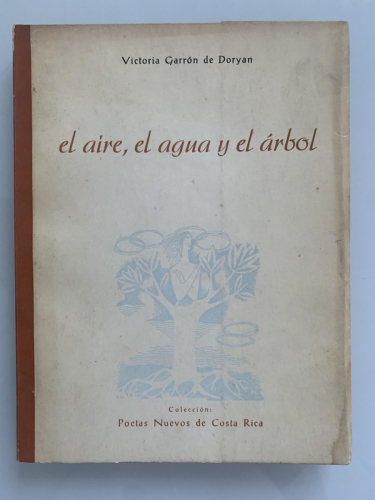 Victoria Garrón de Doryan
el aire, el agua y el árbol
Colección:
Poetas Nuevos de Costa Rica